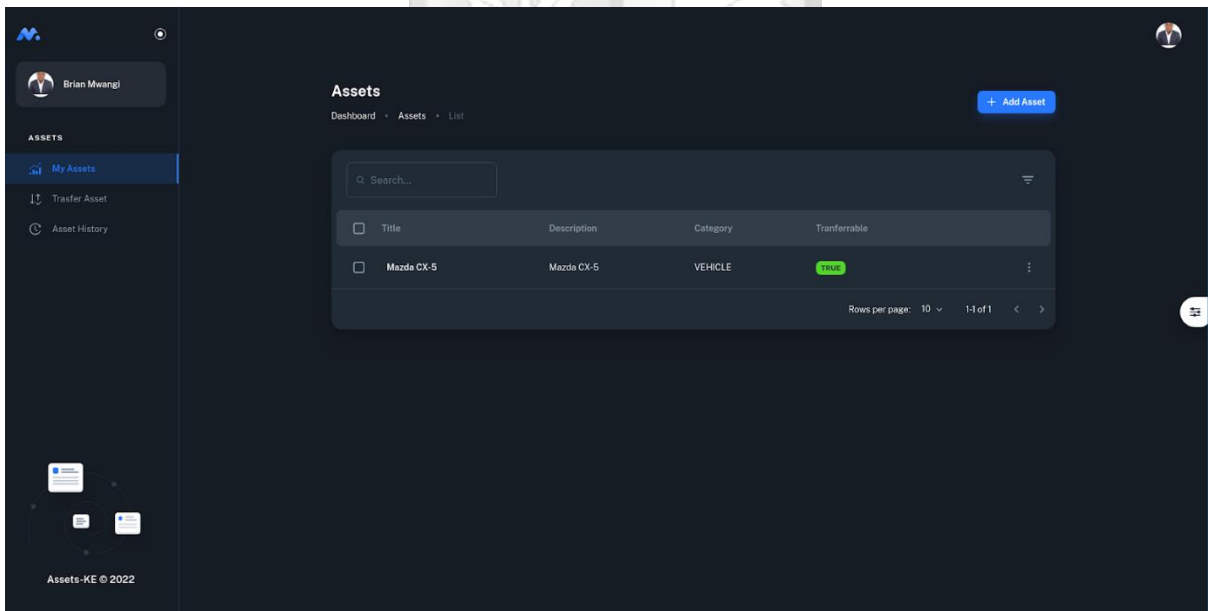 Brian Mwangi
ASSETS
My Assets
Trasfer Asset
Asset History
Assets-KE © 2022
Assets
Dashboard • Assets • List
+ Add Asset
Search...
Title Description Category Tranferrable
Mazda CX-5 Mazda CX-5 VEHICLE TRUE
Rows per page: 10 1-1 of 1